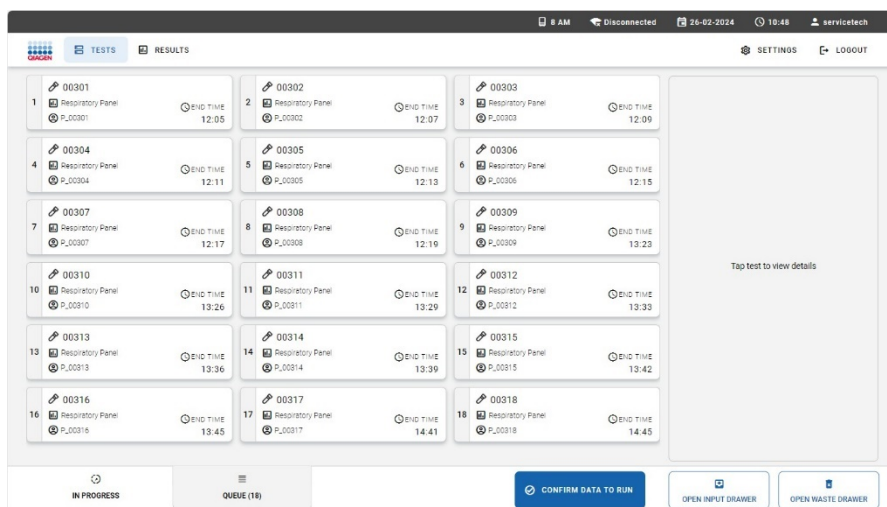 8 AM Disconnected 26-02-2024 10:48 servicetech
QIAGEN TESTS RESULTS SETTINGS LOGOUT
1 00301 Respiratory Panel P_00301 END TIME 12:05
2 00302 Respiratory Panel P_00302 END TIME 12:07
3 00303 Respiratory Panel P_00303 END TIME 12:09
4 00304 Respiratory Panel P_00304 END TIME 12:11
5 00305 Respiratory Panel P_00305 END TIME 12:13
6 00306 Respiratory Panel P_00306 END TIME 12:15
7 00307 Respiratory Panel P_00307 END TIME 12:17
8 00308 Respiratory Panel P_00308 END TIME 12:19
9 00309 Respiratory Panel P_00309 END TIME 13:23
10 00310 Respiratory Panel P_00310 END TIME 13:26
11 00311 Respiratory Panel P_00311 END TIME 13:29
12 00312 Respiratory Panel P_00312 END TIME 13:33
13 00313 Respiratory Panel P_00313 END TIME 13:36
14 00314 Respiratory Panel P_00314 END TIME 13:39
15 00315 Respiratory Panel P_00315 END TIME 13:42
16 00316 Respiratory Panel P_00316 END TIME 13:45
17 00317 Respiratory Panel P_00317 END TIME 14:41
18 00318 Respiratory Panel P_00318 END TIME 14:45
Tap test to view details
IN PROGRESS QUEUE (18) CONFIRM DATA TO RUN OPEN INPUT DRAWER OPEN WASTE DRAWER